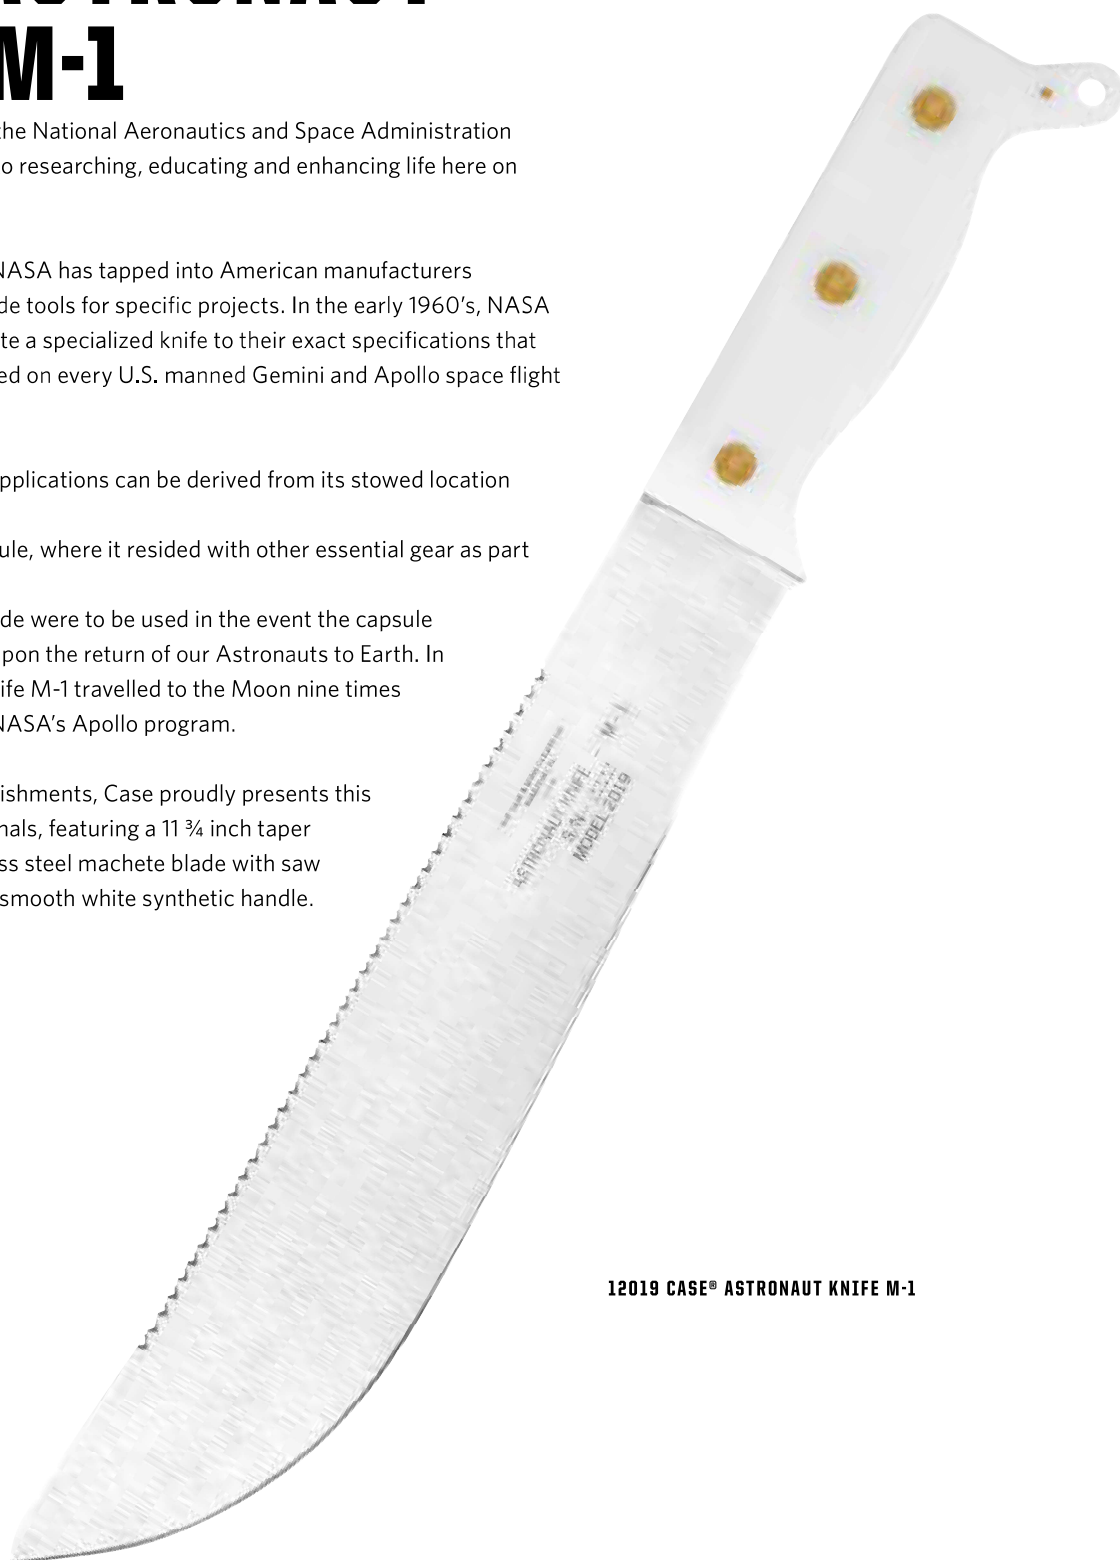 M-1
the National Aeronautics and Space Administration
o researching, educating and enhancing life here on
NASA has tapped into American manufacturers
de tools for specific projects. In the early 1960's, NASA
te a specialized knife to their exact specifications that
ed on every U.S. manned Gemini and Apollo space flight
pplications can be derived from its stowed location
ule, where it resided with other essential gear as part
de were to be used in the event the capsule
pon the return of our Astronauts to Earth. In
ife M-1 travelled to the Moon nine times
NASA's Apollo program.
ishments, Case proudly presents this
nals, featuring a 11 ¾ inch taper
ss steel machete blade with saw
smooth white synthetic handle.
ASTRONAUT KNIFE - M-1
S.N.
MODEL 2019
12019 CASE® ASTRONAUT KNIFE M-1